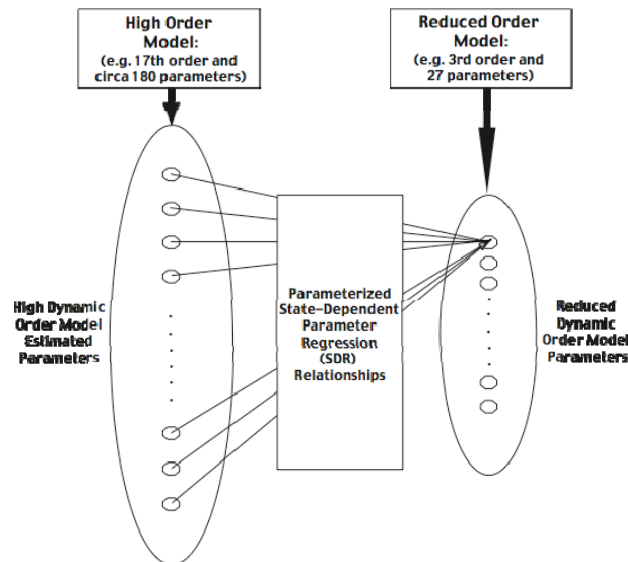 High Order
Model:
(e.g. 17th order and
circa 180 parameters)
Reduced Order
Model:
(e.g. 3rd order and
27 parameters)
High Dynamic
Order Model
Estimated
Parameters
Parameterized
State-Dependent
Parameter
Regression
(SDR)
Relationships
Reduced
Dynamic
Order Model
Parameters